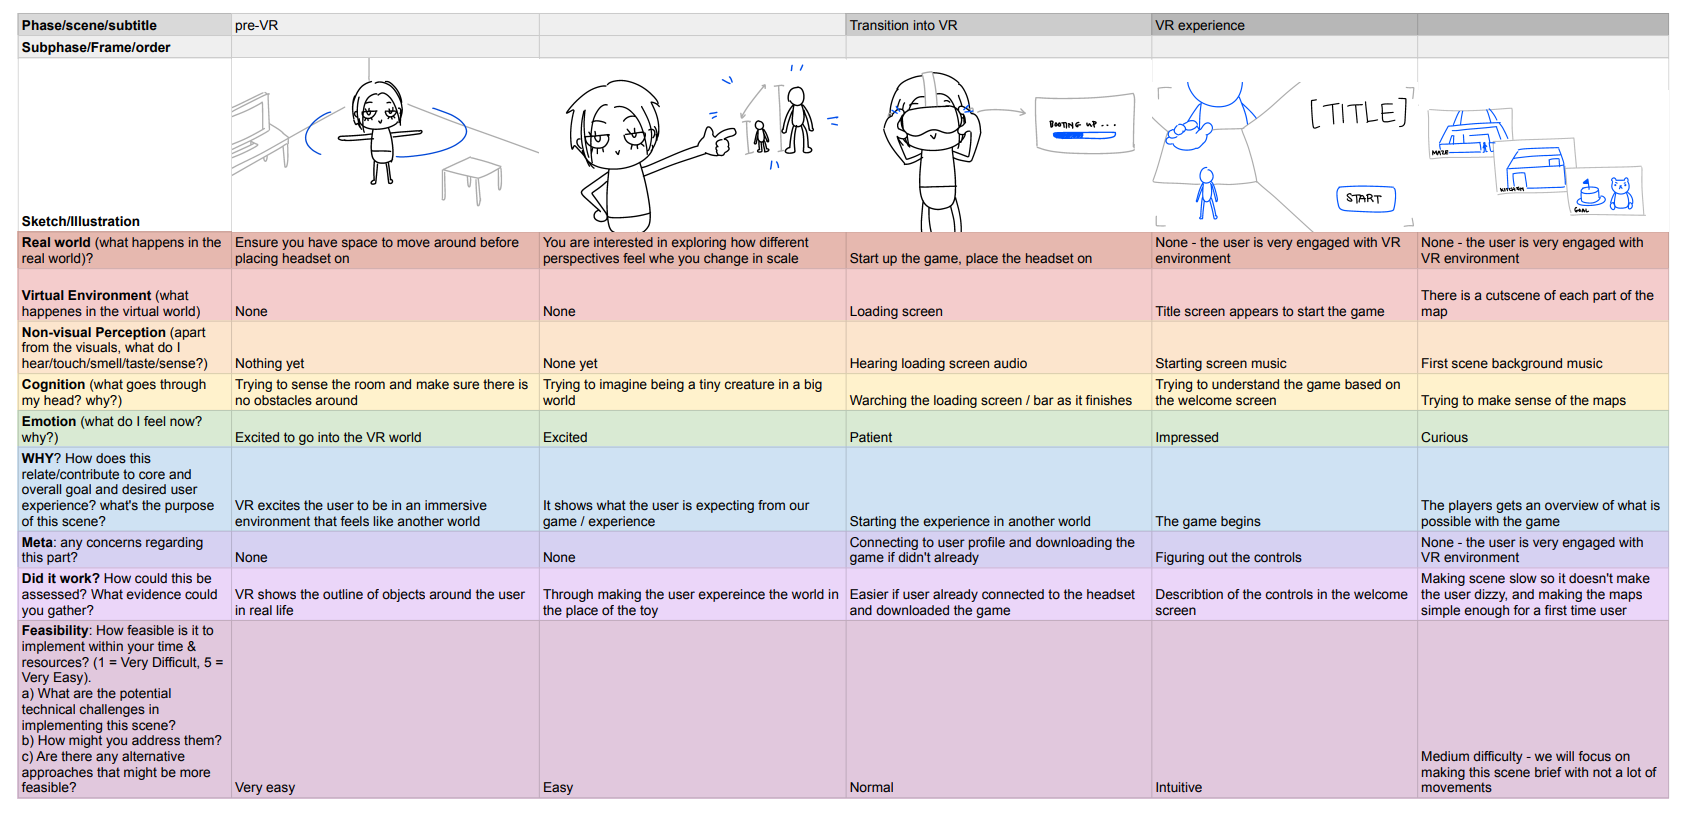 Phase/scene/subtitle
pre-VR
Transition into VR
VR experience
Subphase/Frame/order
Sketch/Illustration
BOOTING UP ...
[TITLE]
START
MAZE
KITCHEN
GOAL
Real world (what happens in the
real world)?
Ensure you have space to move around before
placing headset on
You are interested in exploring how different
perspectives feel whe you change in scale
Start up the game, place the headset on
None - the user is very engaged with VR
environment
None - the user is very engaged with
VR environment
Virtual Environment (what
happenes in the virtual world)
None
None
Loading screen
Title screen appears to start the game
There is a cutscene of each part of the
map
Non-visual Perception (apart
from the visuals, what do I
hear/touch/smell/taste/sense?)
Nothing yet
None yet
Hearing loading screen audio
Starting screen music
First scene background music
Cognition (what goes through
my head? why?)
Trying to sense the room and make sure there is
no obstacles around
Trying to imagine being a tiny creature in a big
world
Warching the loading screen / bar as it finishes
Trying to understand the game based on
the welcome screen
Trying to make sense of the maps
Emotion (what do I feel now?
why?)
Excited to go into the VR world
Excited
Patient
Impressed
Curious
WHY? How does this
relate/contribute to core and
overall goal and desired user
experience? what's the purpose
of this scene?
VR excites the user to be in an immersive
environment that feels like another world
It shows what the user is expecting from our
game / experience
Starting the experience in another world
The game begins
The players gets an overview of what is
possible with the game
Meta: any concerns regarding
this part?
None
None
Connecting to user profile and downloading the
game if didn't already
Figuring out the controls
None - the user is very engaged with
VR environment
Did it work? How could this be
assessed? What evidence could
you gather?
VR shows the outline of objects around the user
in real life
Through making the user expereince the world in
the place of the toy
Easier if user already connected to the headset
and downloaded the game
Describtion of the controls in the welcome
screen
Making scene slow so it doesn't make
the user dizzy, and making the maps
simple enough for a first time user
Feasibility: How feasible is it to
implement within your time &
resources? (1 = Very Difficult, 5 =
Very Easy).
a) What are the potential
technical challenges in
implementing this scene?
b) How might you address them?
c) Are there any alternative
approaches that might be more
feasible?
Very easy
Easy
Normal
Intuitive
Medium difficulty - we will focus on
making this scene brief with not a lot of
movements